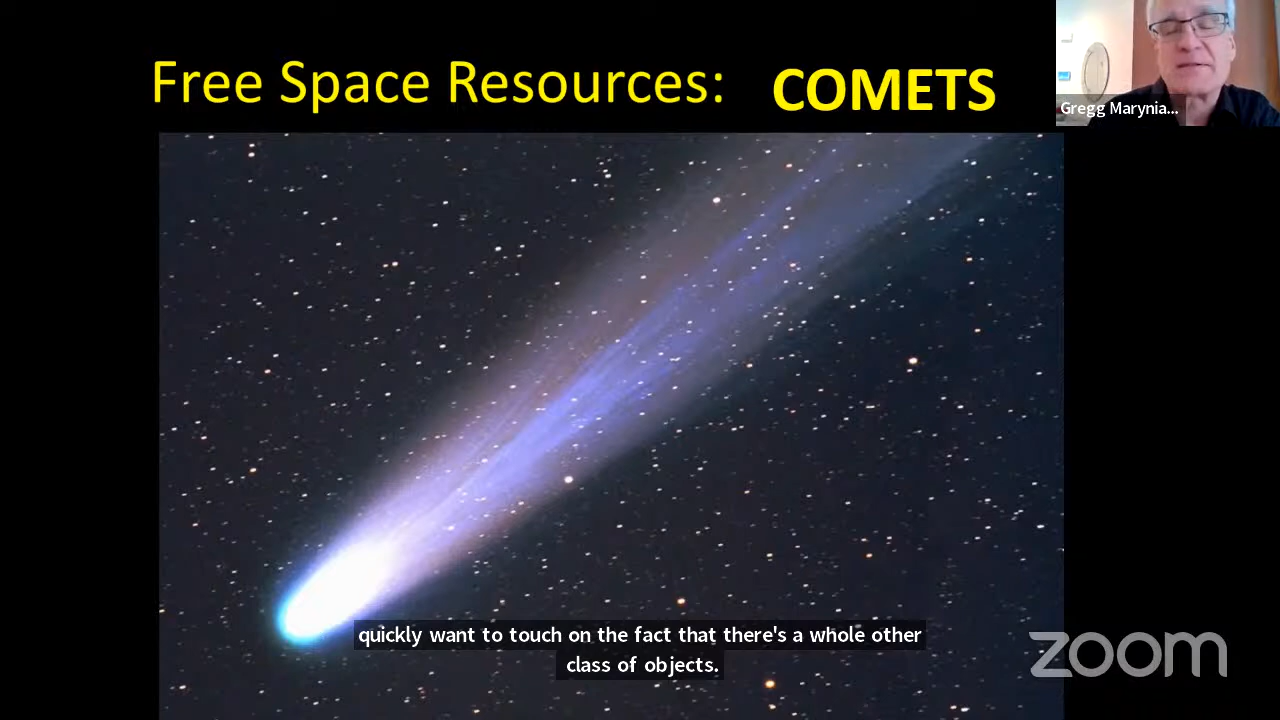 Free Space Resources: COMETS
Gregg Marynia...
quickly want to touch on the fact that there's a whole other
class of objects.
zoom